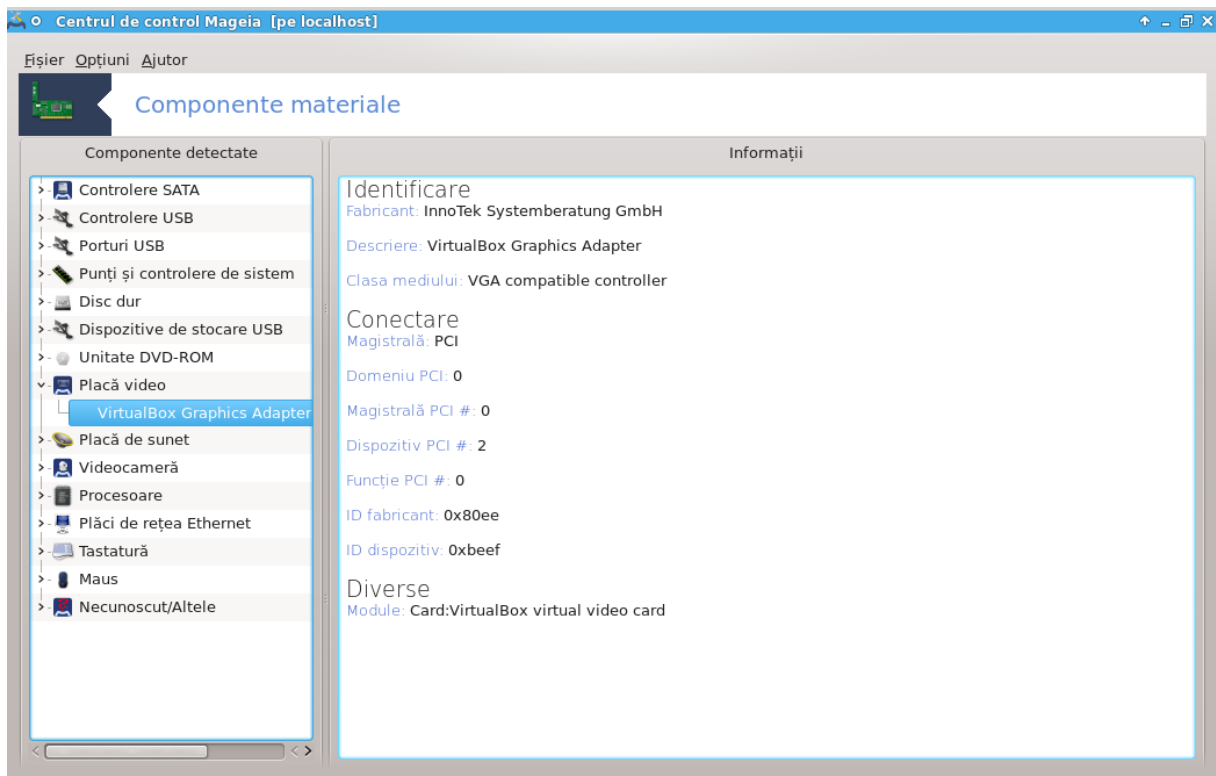 Centrul de control Mageia [pe localhost]
Fișier Opțiuni Ajutor
Componente materiale
Componente detectate
Controlere SATA
Controlere USB
Porturi USB
Punți și controlere de sistem
Disc dur
Dispozitive de stocare USB
Unitate DVD-ROM
Placă video
VirtualBox Graphics Adapter
Placă de sunet
Videocameră
Procesoare
Plăci de rețea Ethernet
Tastatură
Maus
Necunoscut/Altele
Informații
Identificare
Fabricant: InnoTek Systemberatung GmbH
Descriere: VirtualBox Graphics Adapter
Clasa mediului: VGA compatible controller
Conectare
Magistrală: PCI
Domeniu PCI: 0
Magistrală PCI #: 0
Dispozitiv PCI #: 2
Funcție PCI #: 0
ID fabricant: 0x80ee
ID dispozitiv: 0xbeef
Diverse
Module: Card:VirtualBox virtual video card